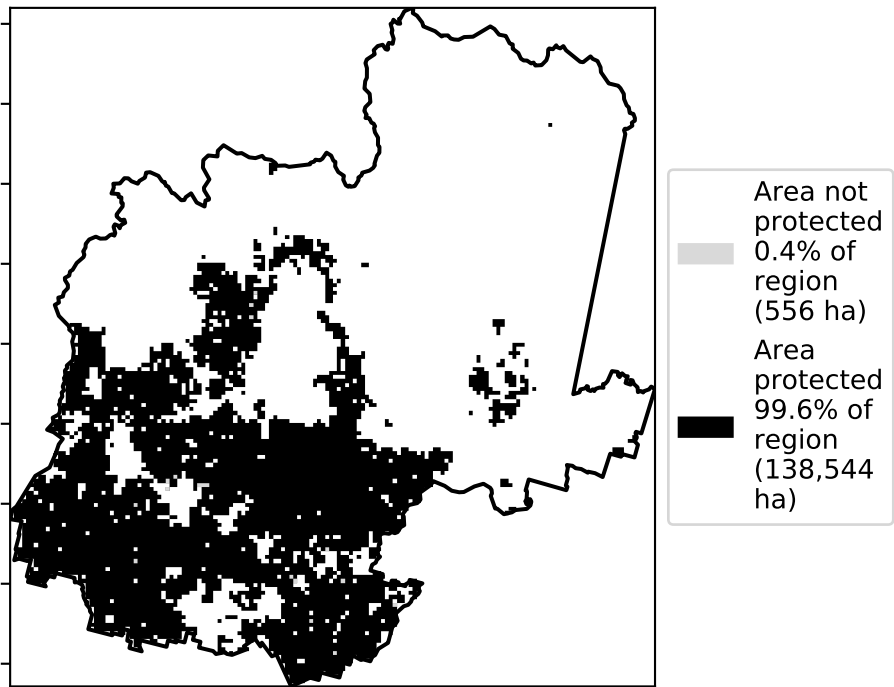 Area not
protected
0.4% of
region
(556 ha)
Area
protected
99.6% of
region
(138,544
ha)